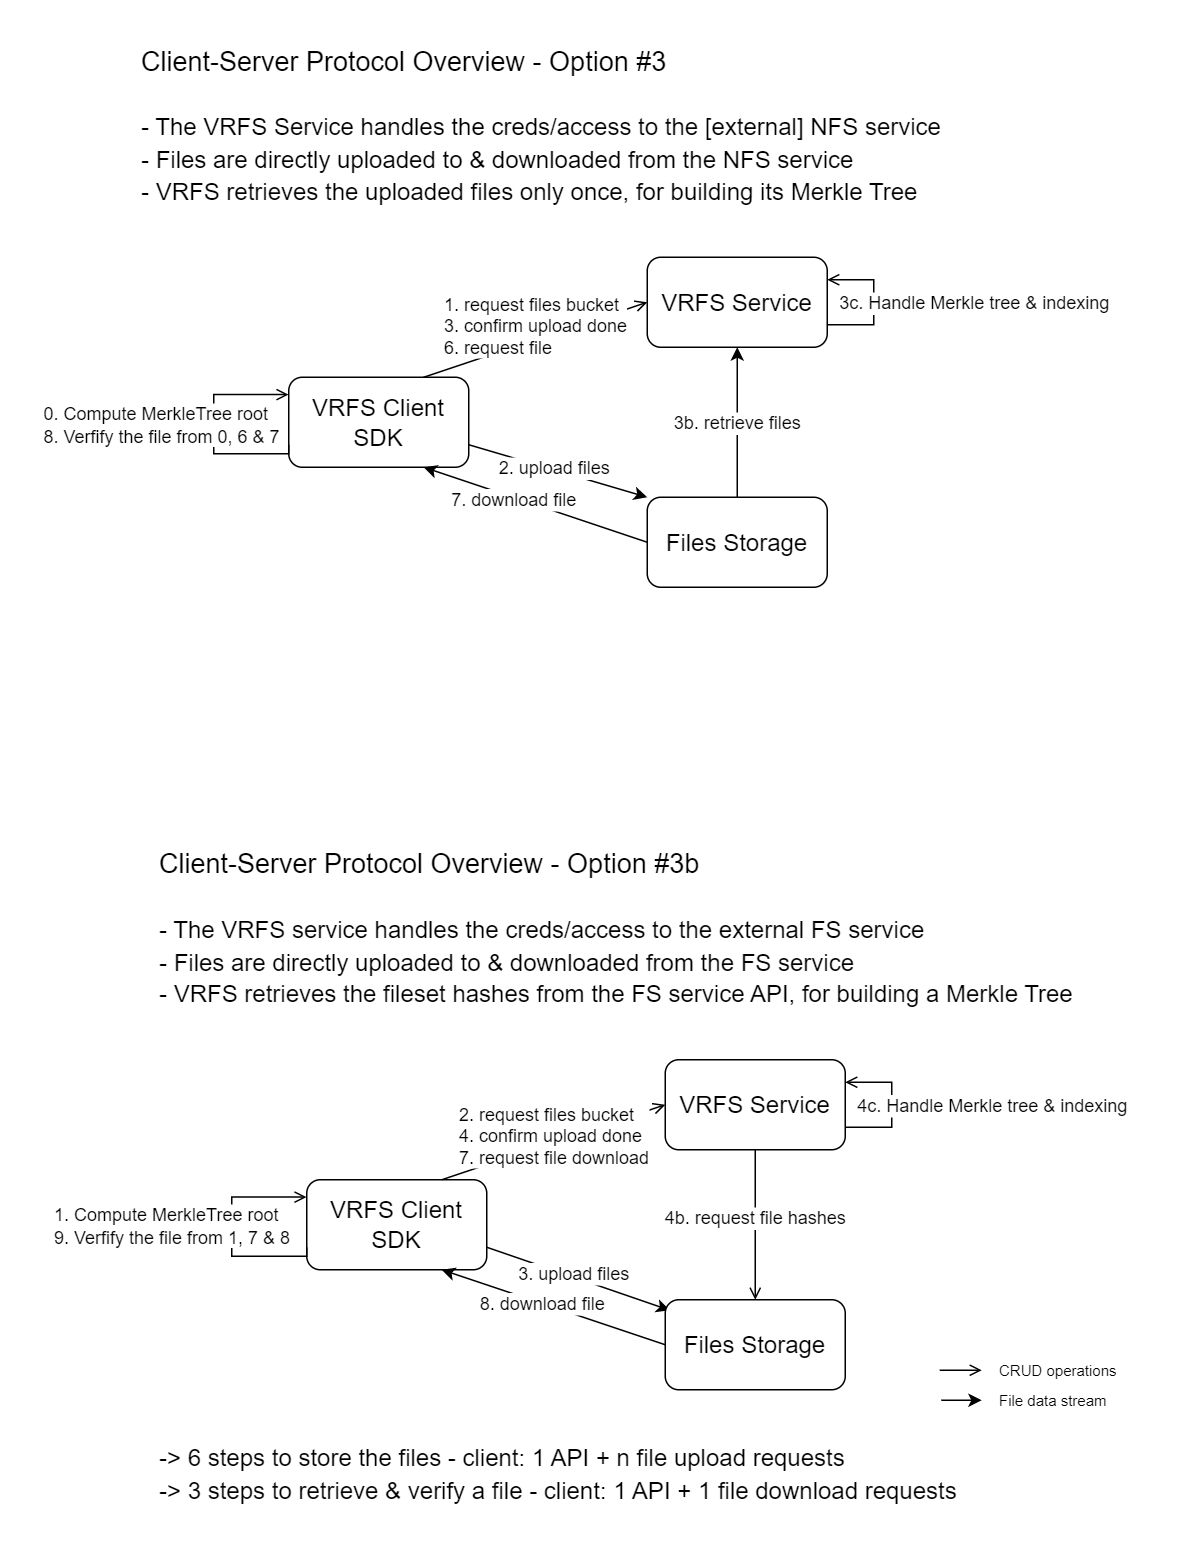 Client-Server Protocol Overview - Option #3
- The VRFS Service handles the creds/access to the [external] NFS service
- Files are directly uploaded to & downloaded from the NFS service
- VRFS retrieves the uploaded files only once, for building its Merkle Tree
1. request files bucket
3. confirm upload done
6. request file
VRFS Service
3c. Handle Merkle tree & indexing
0. Compute MerkleTree root
8. Verfify the file from 0, 6 & 7
VRFS Client
SDK
3b. retrieve files
2. upload files
7. download file
Files Storage
Client-Server Protocol Overview - Option #3b
- The VRFS service handles the creds/access to the external FS service
- Files are directly uploaded to & downloaded from the FS service
- VRFS retrieves the fileset hashes from the FS service API, for building a Merkle Tree
2. request files bucket
4. confirm upload done
7. request file download
VRFS Service
4c. Handle Merkle tree & indexing
1. Compute MerkleTree root
9. Verfify the file from 1, 7 & 8
VRFS Client
SDK
4b. request file hashes
3. upload files
8. download file
Files Storage
CRUD operations
File data stream
-> 6 steps to store the files - client: 1 API + n file upload requests
-> 3 steps to retrieve & verify a file - client: 1 API + 1 file download requests